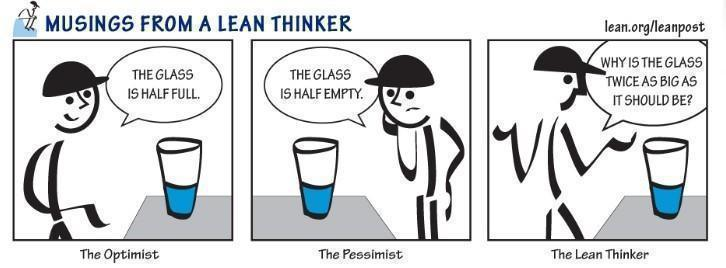 MUSINGS FROM A LEAN THINKER
lean.org/leanpost
THE GLASS
IS HALF FULL.
THE GLASS
IS HALF EMPTY.
WHY IS THE GLASS
TWICE AS BIG AS
IT SHOULD BE?
The Optimist
The Pessimist
The Lean Thinker